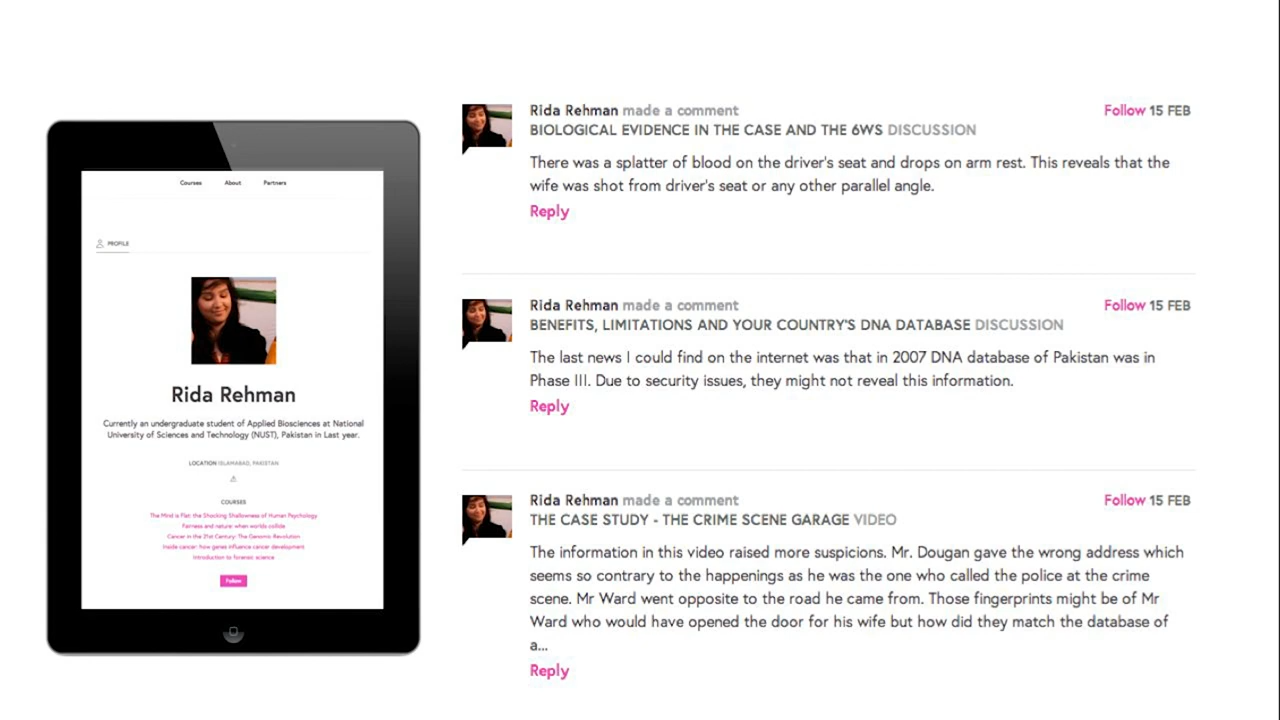 Courses About Partners
PROFILE
Rida Rehman
Currently an undergraduate student of Applied Biosciences at National
University of Sciences and Technology (NUST), Pakistan in Last year.
LOCATION ISLAMABAD, PAKISTAN
COURSES
The Mind is Flat: the Shocking Shallowness of Human Psychology
Fairness and nature: when worlds collide
Cancer in the 21st Century: The Genomic Revolution
Inside cancer: how genes influence cancer development
Introduction to forensic science
Follow
Rida Rehman made a comment Follow 15 FEB
BIOLOGICAL EVIDENCE IN THE CASE AND THE 6WS DISCUSSION
There was a splatter of blood on the driver's seat and drops on arm rest. This reveals that the
wife was shot from driver's seat or any other parallel angle.
Reply
Rida Rehman made a comment Follow 15 FEB
BENEFITS, LIMITATIONS AND YOUR COUNTRY'S DNA DATABASE DISCUSSION
The last news I could find on the internet was that in 2007 DNA database of Pakistan was in
Phase III. Due to security issues, they might not reveal this information.
Reply
Rida Rehman made a comment Follow 15 FEB
THE CASE STUDY - THE CRIME SCENE GARAGE VIDEO
The information in this video raised more suspicions. Mr. Dougan gave the wrong address which
seems so contrary to the happenings as he was the one who called the police at the crime
scene. Mr Ward went opposite to the road he came from. Those fingerprints might be of Mr
Ward who would have opened the door for his wife but how did they match the database of
a...
Reply